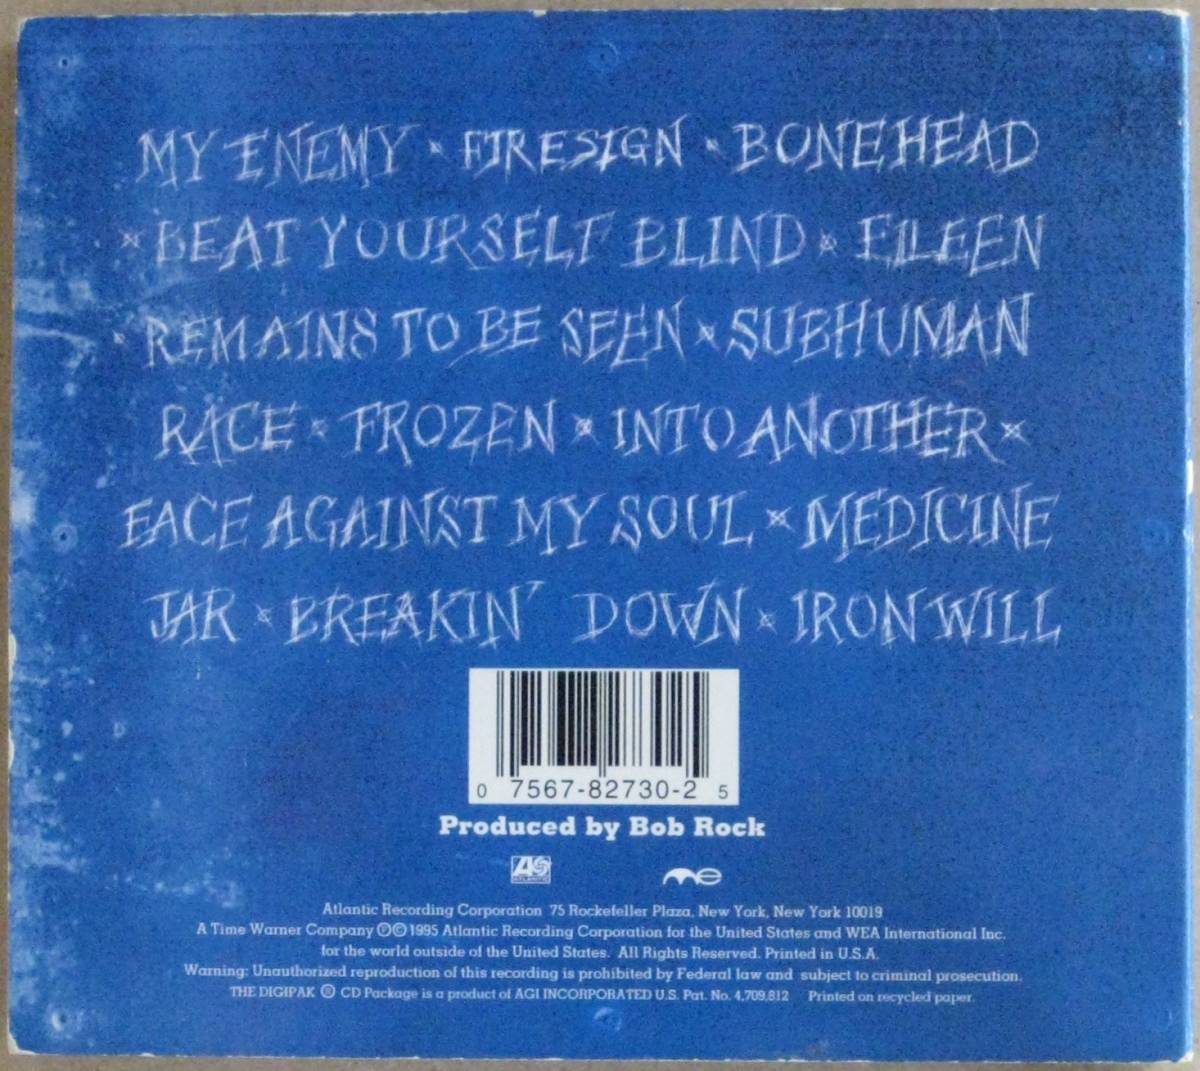 MY ENEMY × FIRESIGN × BONEHEAD
× BEAT YOURSELF BLIND × EILEEN
× REMAINS TO BE SEEN × SUBHUMAN
RACE × FROZEN × INTO ANOTHER ×
FACE AGAINST MY SOUL × MEDICINE
JAR × BREAKIN' DOWN × IRON WILL
0 7567-82730-2 5
Produced by Bob Rock
ATLANTIC
Atlantic Recording Corporation 75 Rockefeller Plaza, New York, New York 10019
A Time Warner Company ℗© 1995 Atlantic Recording Corporation for the United States and WEA International Inc.
for the world outside of the United States. All Rights Reserved. Printed in U.S.A.
Warning: Unauthorized reproduction of this recording is prohibited by Federal law and subject to criminal prosecution.
THE DIGIPAK ® CD Package is a product of AGI INCORPORATED U.S. Pat. No. 4,709,812 Printed on recycled paper.